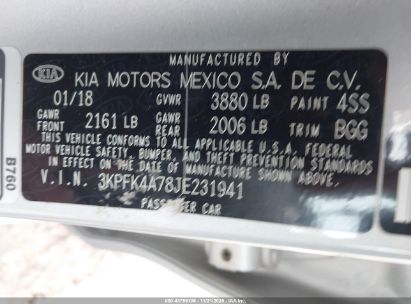 MANUFACTURED BY
KIA KIA MOTORS MEXICO S.A. DE C.V.
01/18 GVWR 3880 LB PAINT 4SS
GAWR FRONT 2161 LB GAWR REAR 2006 LB TRIM BGG
THIS VEHICLE CONFORMS TO ALL APPLICABLE U.S.A. FEDERAL
MOTOR VEHICLE SAFETY, BUMPER, AND THEFT PREVENTION STANDARDS
IN EFFECT ON THE DATE OF MANUFACTURE SHOWN ABOVE.
V.I.N. 3KPFK4A78JE231941
PASSENGER CAR
B760